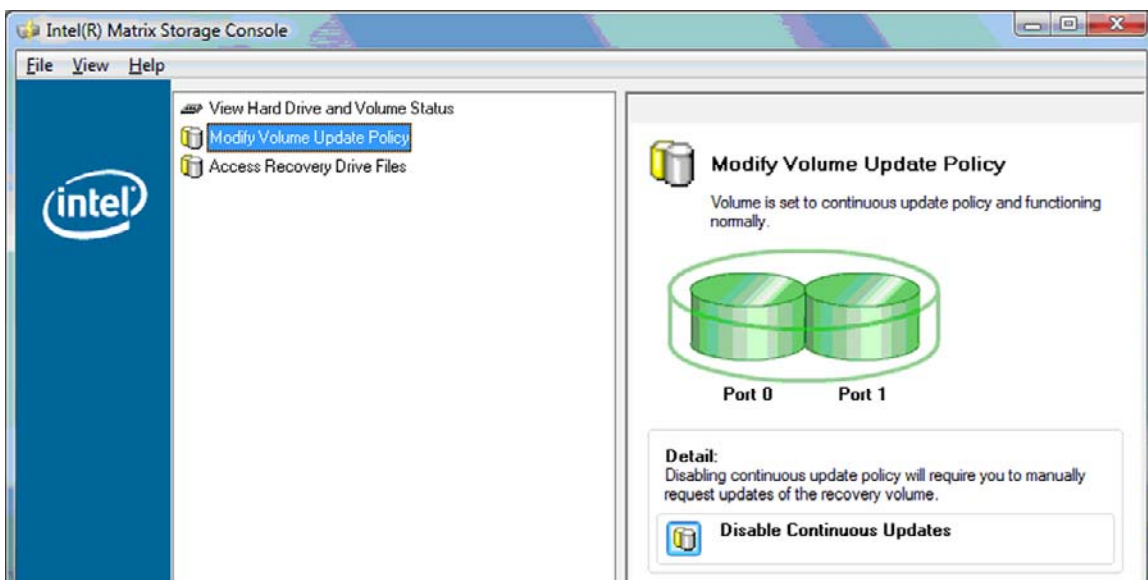 Intel(R) Matrix Storage Console
File View Help
View Hard Drive and Volume Status
Modify Volume Update Policy
Access Recovery Drive Files
intel
Modify Volume Update Policy
Volume is set to continuous update policy and functioning
normally.
Port 0 Port 1
Detail:
Disabling continuous update policy will require you to manually
request updates of the recovery volume.
Disable Continuous Updates